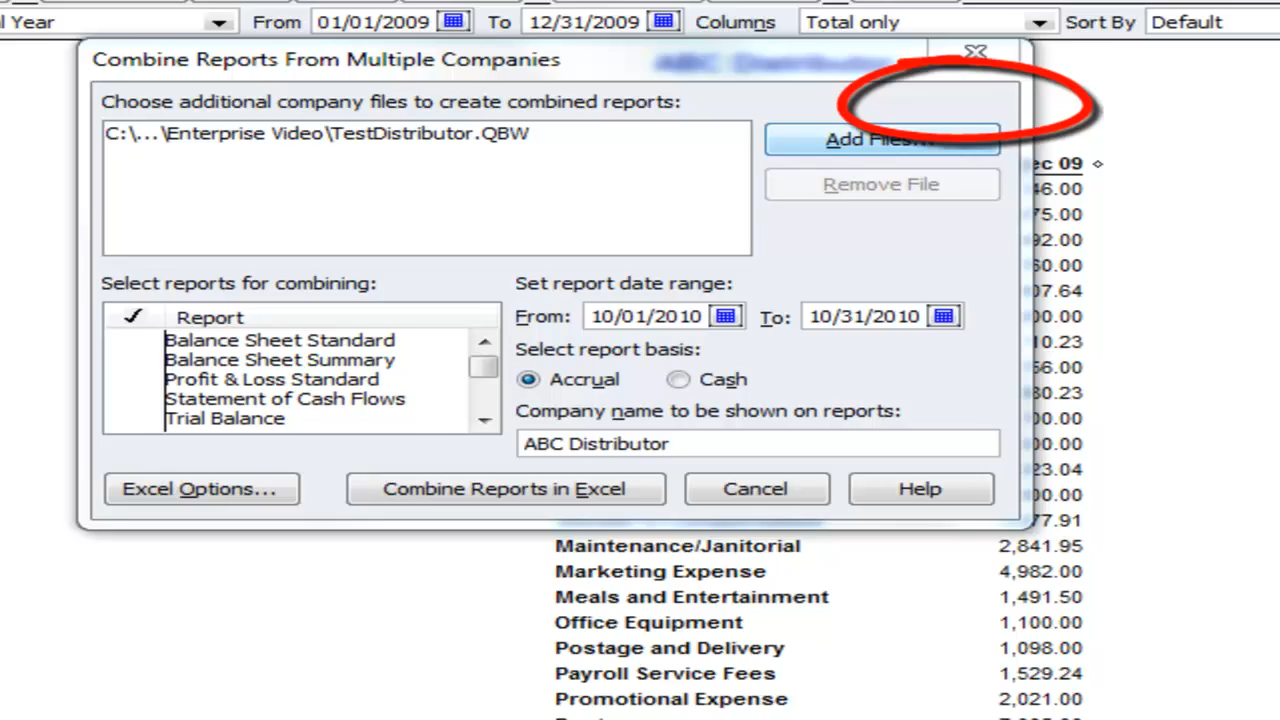 l Year From 01/01/2009 To 12/31/2009 Columns Total only Sort By Default
Combine Reports From Multiple Companies
ABC Distributor
Choose additional company files to create combined reports:
C:\...\Enterprise Video\TestDistributor.QBW
Add Files...
Remove File
Select reports for combining:
✓ Report
Balance Sheet Standard
Balance Sheet Summary
Profit & Loss Standard
Statement of Cash Flows
Trial Balance
Set report date range:
From: 10/01/2010 To: 10/31/2010
Select report basis:
Accrual Cash
Company name to be shown on reports:
ABC Distributor
Excel Options... Combine Reports in Excel Cancel Help
ec 09
46.00
75.00
92.00
60.00
07.64
00.00
10.23
56.00
80.23
00.00
00.00
23.04
00.00
77.91
Maintenance/Janitorial 2,841.95
Marketing Expense 4,982.00
Meals and Entertainment 1,491.50
Office Equipment 1,100.00
Postage and Delivery 1,098.00
Payroll Service Fees 1,529.24
Promotional Expense 2,021.00